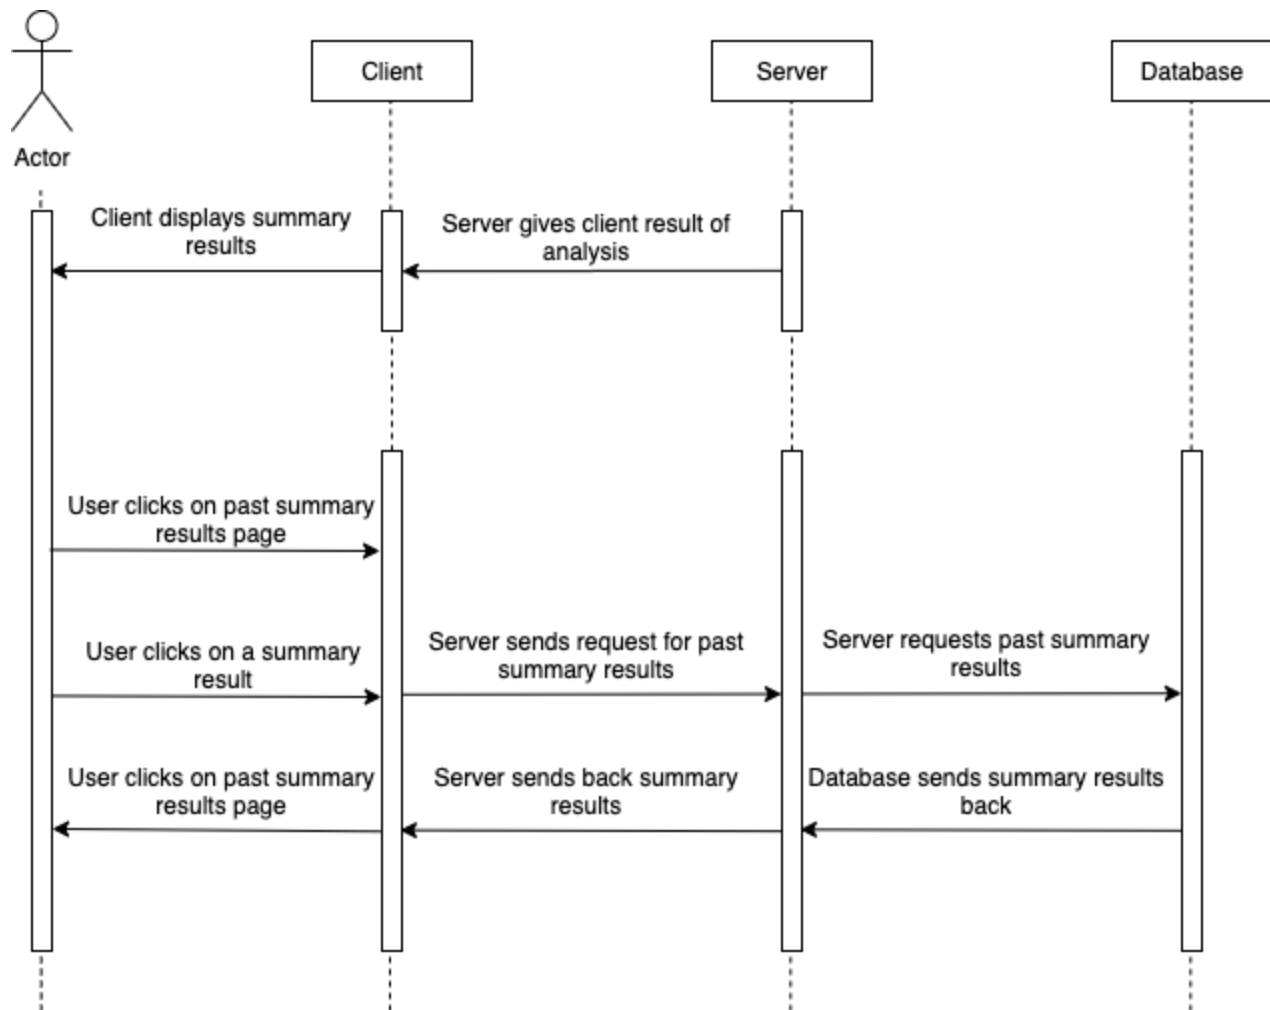 Client
Server
Database
Actor
Client displays summary
results
Server gives client result of
analysis
User clicks on past summary
results page
User clicks on a summary
result
Server sends request for past
summary results
Server requests past summary
results
User clicks on past summary
results page
Server sends back summary
results
Database sends summary results
back